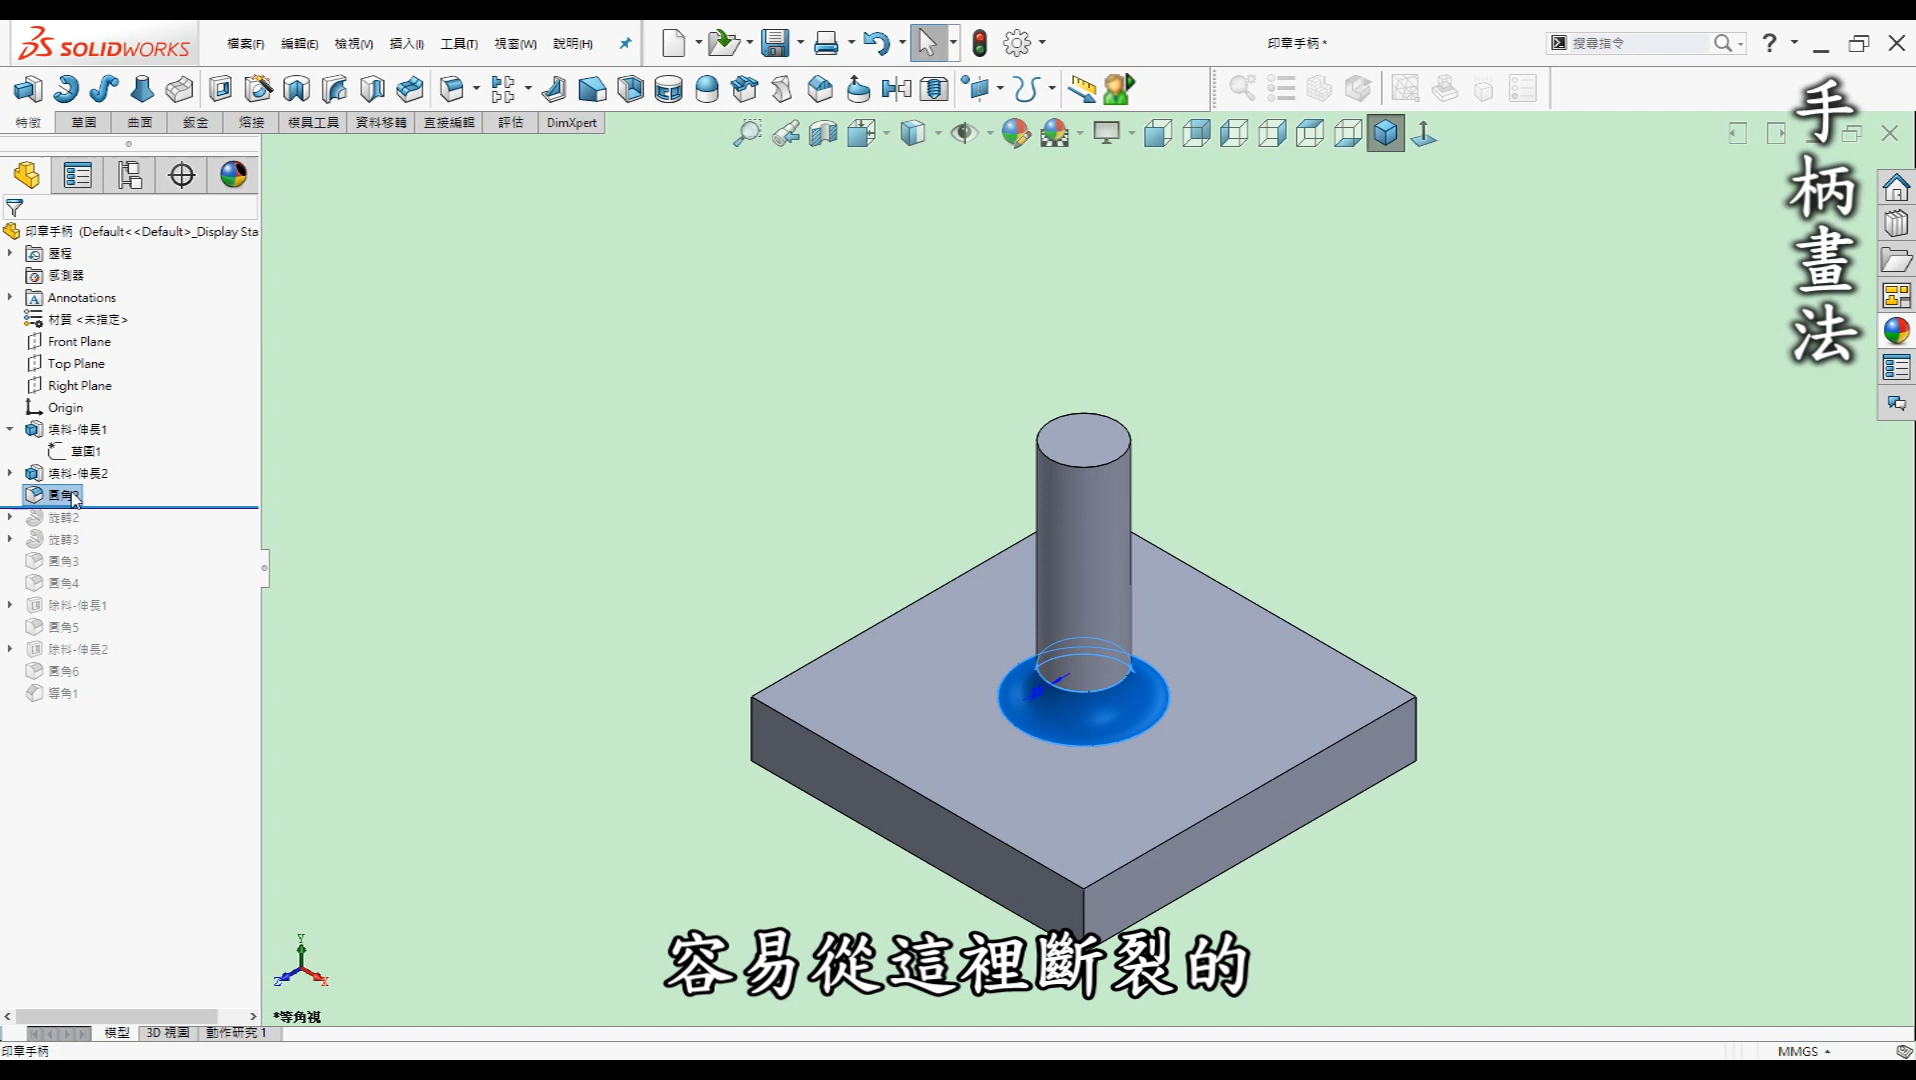 SOLIDWORKS
檔案(F)
編輯(E)
檢視(V)
插入(I)
工具(T)
視窗(W)
說明(H)
印章手柄 *
搜尋指令
特徵
草圖
曲面
鈑金
熔接
模具工具
資料移轉
直接編輯
評估
DimXpert
印章手柄 (Default<<Default>_Display Sta
歷程
感測器
Annotations
材質 <未指定>
Front Plane
Top Plane
Right Plane
Origin
填料-伸長1
草圖1
填料-伸長2
圓角
旋轉2
旋轉3
圓角3
圓角4
除料-伸長1
圓角5
除料-伸長2
圓角6
導角1
手柄畫法
容易從這裡斷裂的
Y
Z
X
*等角視
模型
3D 視圖
動作研究 1
印章手柄
MMGS